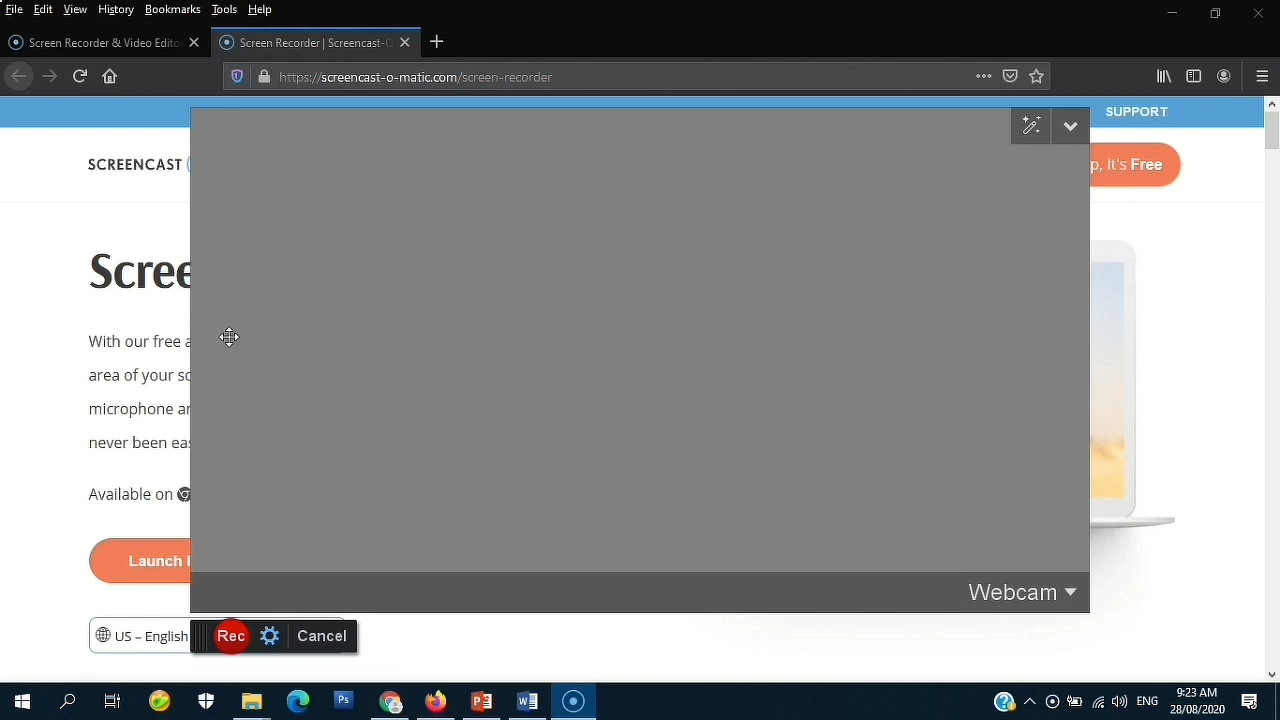 File Edit View History Bookmarks Tools Help
Screen Recorder & Video Edito
Screen Recorder | Screencast-O
https://screencast-o-matic.com/screen-recorder
SUPPORT
SCREENCAST
p, It's Free
Scree
With our free a
area of your sc
microphone an
never been eas
Available on
Launch
US – English
Webcam
Rec
Cancel
Ps
ENG
9:23 AM
28/08/2020